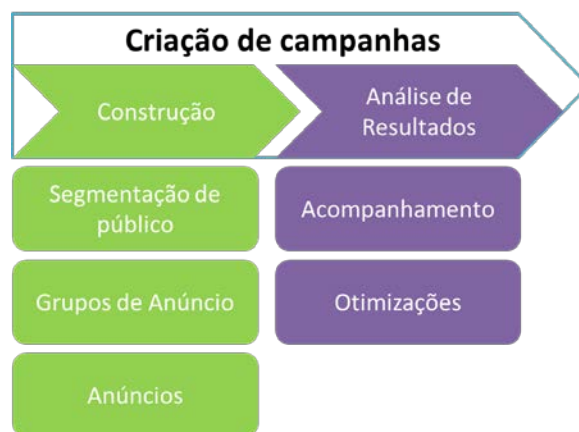 Criação de campanhas
Construção
Análise de
Resultados
Segmentação de
público
Acompanhamento
Grupos de Anúncio
Otimizações
Anúncios